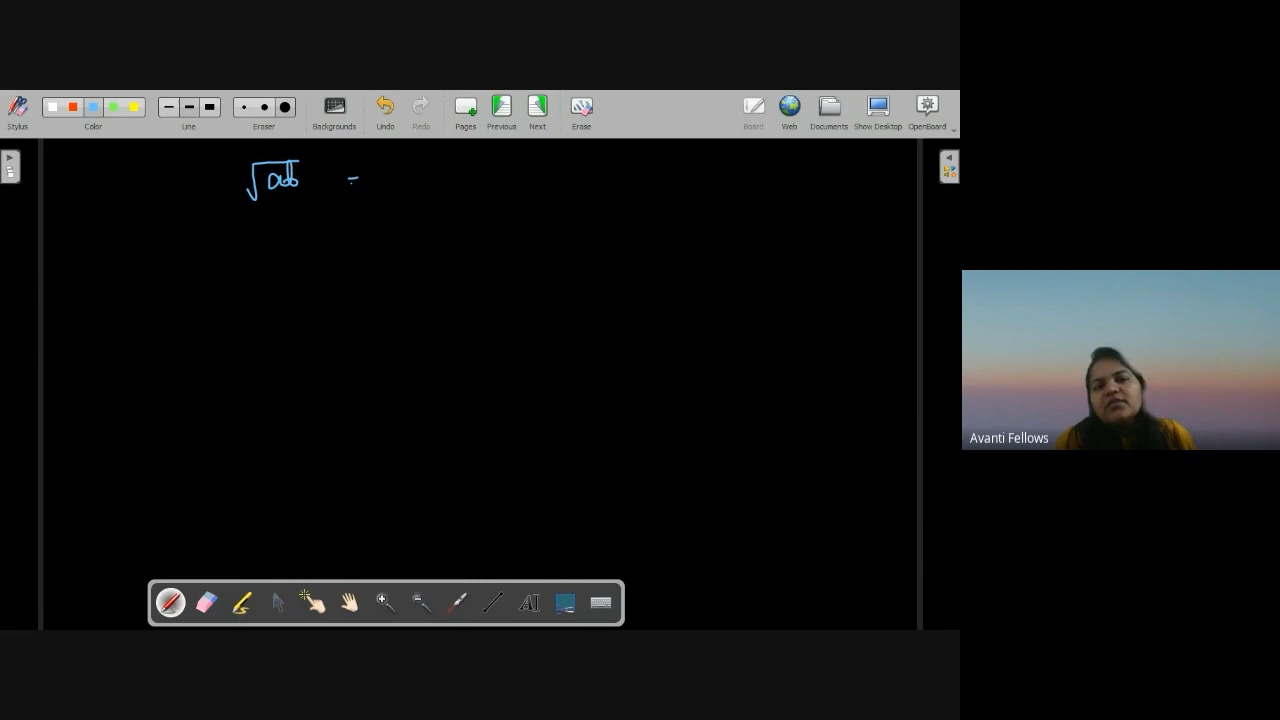 Stylus Color Line Eraser Backgrounds Undo Redo Pages Previous Next Erase Board Web Documents Show Desktop OpenBoard
√ab =
Avanti Fellows
AI